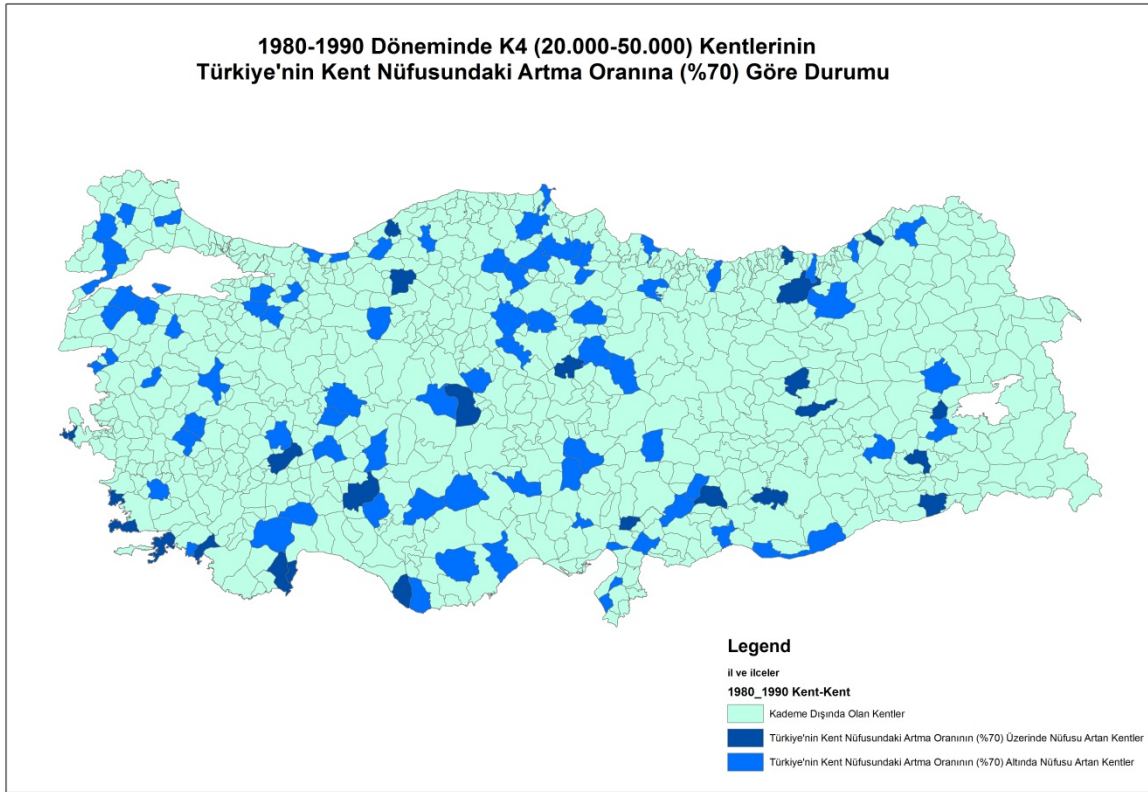 1980-1990 Döneminde K4 (20.000-50.000) Kentlerinin
Türkiye'nin Kent Nüfusundaki Artma Oranına (%70) Göre Durumu
Legend
il ve ilceler
1980_1990 Kent-Kent
Kademe Dışında Olan Kentler
Türkiye'nin Kent Nüfusundaki Artma Oranının (%70) Üzerinde Nüfusu Artan Kentler
Türkiye'nin Kent Nüfusundaki Artma Oranının (%70) Altında Nüfusu Artan Kentler